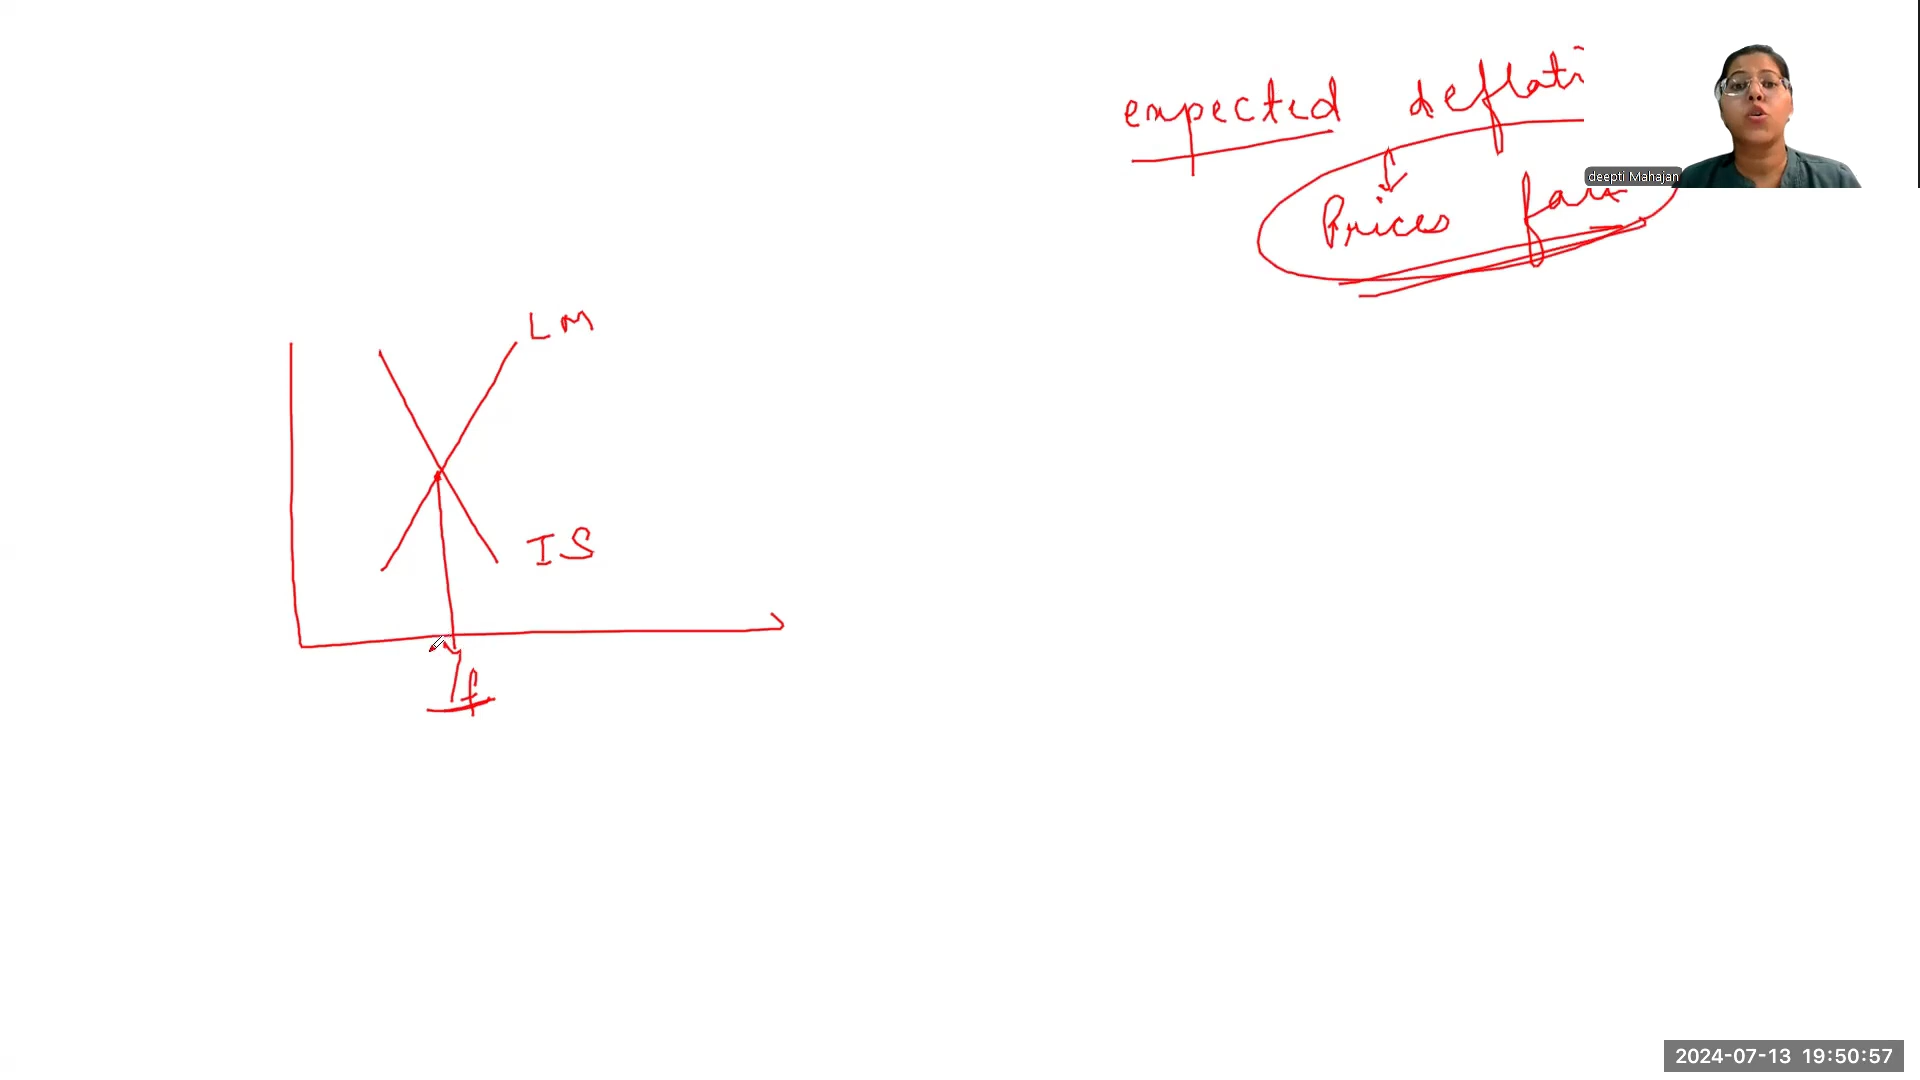 expected deflati
deepti Mahajan
Prices fall
LM
IS
Yf
2024-07-13 19:50:57